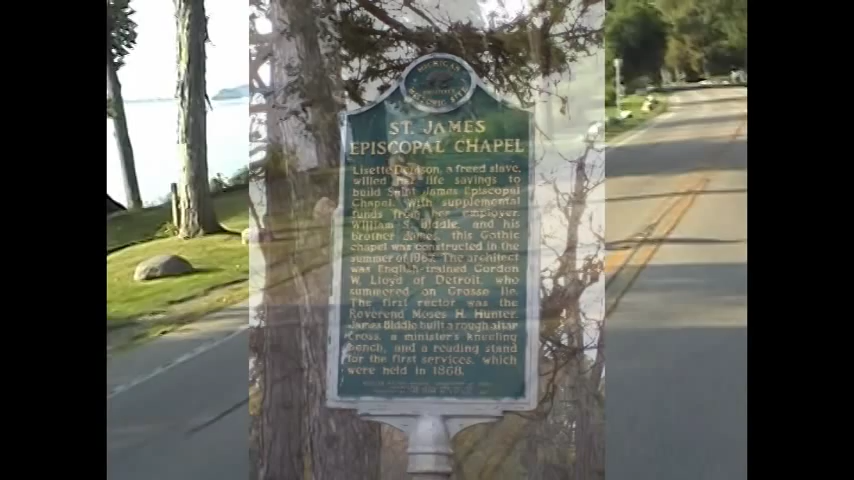 MICHIGAN
HISTORIC SITE
ST. JAMES
EPISCOPAL CHAPEL
Lisette Denison, a freed slave,
willed her life savings to
build Saint James Episcopal
Chapel. With supplemental
funds from her employer,
William S. Biddle, and his
brother James, this Gothic
chapel was constructed in the
summer of 1867. The architect
was English-trained Gordon
W. Lloyd of Detroit, who
summered on Grosse Ile.
The first rector was the
Reverend Moses H. Hunter.
James Biddle built a rough altar
cross, a minister's kneeling
bench, and a reading stand
for the first services, which
were held in 1868.